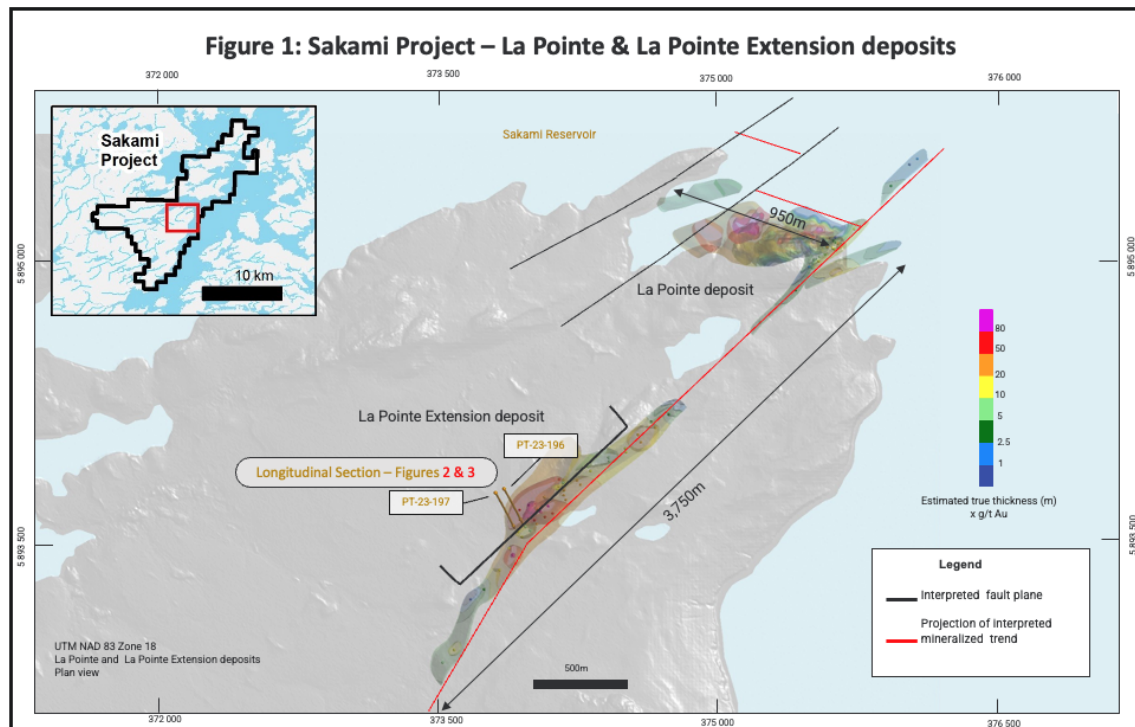 Figure 1: Sakami Project – La Pointe & La Pointe Extension deposits
372 000
373 500
375 000
376 000
Sakami
Project
10 km
Sakami Reservoir
950m
5 895 000
5 895 000
La Pointe deposit
80
50
20
10
5
2.5
1
Estimated true thickness (m)
x g/t Au
La Pointe Extension deposit
PT-23-196
Longitudinal Section – Figures 2 & 3
PT-23-197
3,750m
5 893 500
5 893 500
Legend
Interpreted fault plane
Projection of interpreted
mineralized trend
UTM NAD 83 Zone 18
La Pointe and La Pointe Extension deposits
Plan view
500m
372 000
373 500
375 000
376 500